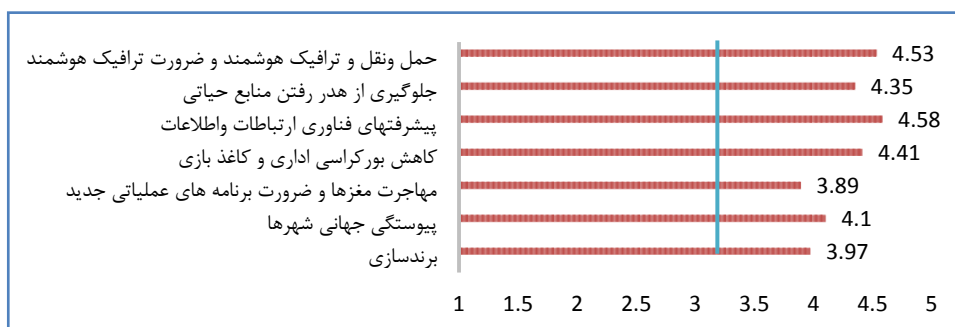 حمل ونقل و ترافیک هوشمند و ضرورت ترافیک هوشمند 4.53
جلوگیری از هدر رفتن منابع حیاتی 4.35
پیشرفتهای فناوری ارتباطات واطلاعات 4.58
کاهش بورکراسی اداری و کاغذ بازی 4.41
مهاجرت مغزها و ضرورت برنامه های عملیاتی جدید 3.89
پیوستگی جهانی شهرها 4.1
برندسازی 3.97
1 1.5 2 2.5 3 3.5 4 4.5 5